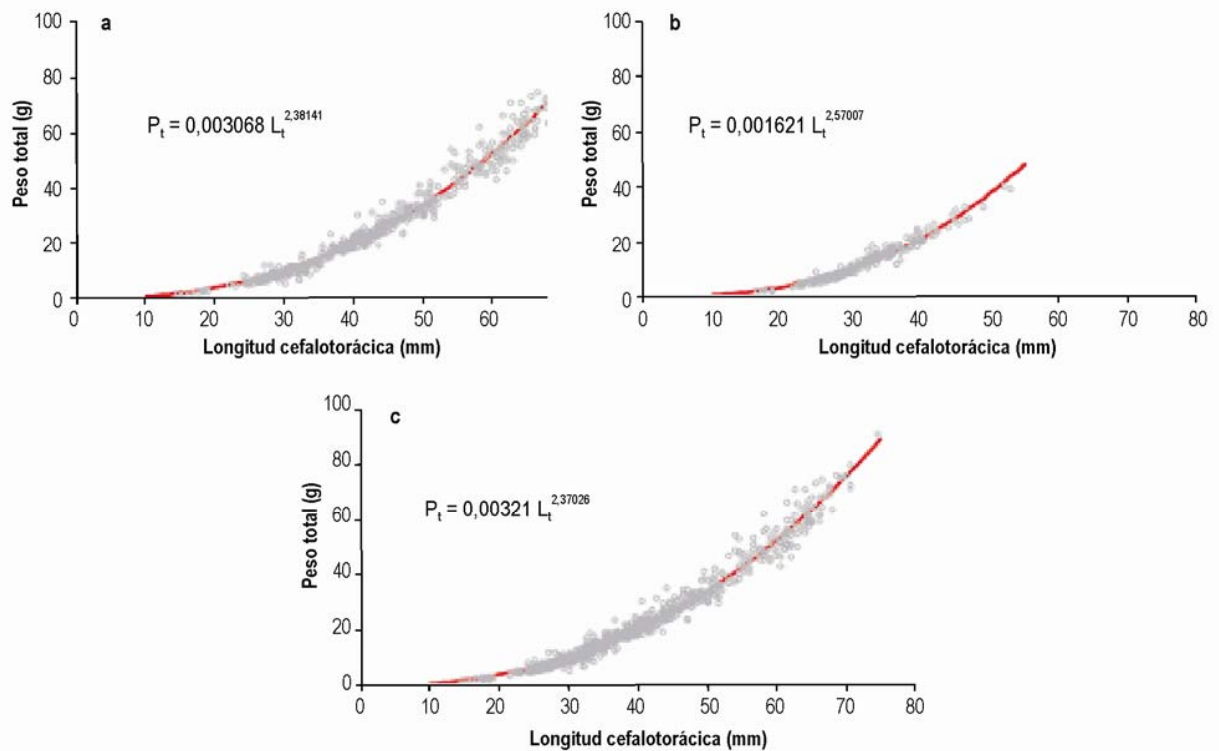 a
100
80
60
40
20
0
Peso total (g)
P_t = 0,003068 L_t^2,38141
0 10 20 30 40 50 60
Longitud cefalotorácica (mm)
b
100
80
60
40
20
0
Peso total (g)
P_t = 0,001621 L_t^2,57007
0 10 20 30 40 50 60 70 80
Longitud cefalotorácica (mm)
c
100
80
60
40
20
0
Peso total (g)
P_t = 0,00321 L_t^2,37026
0 10 20 30 40 50 60 70 80
Longitud cefalotorácica (mm)